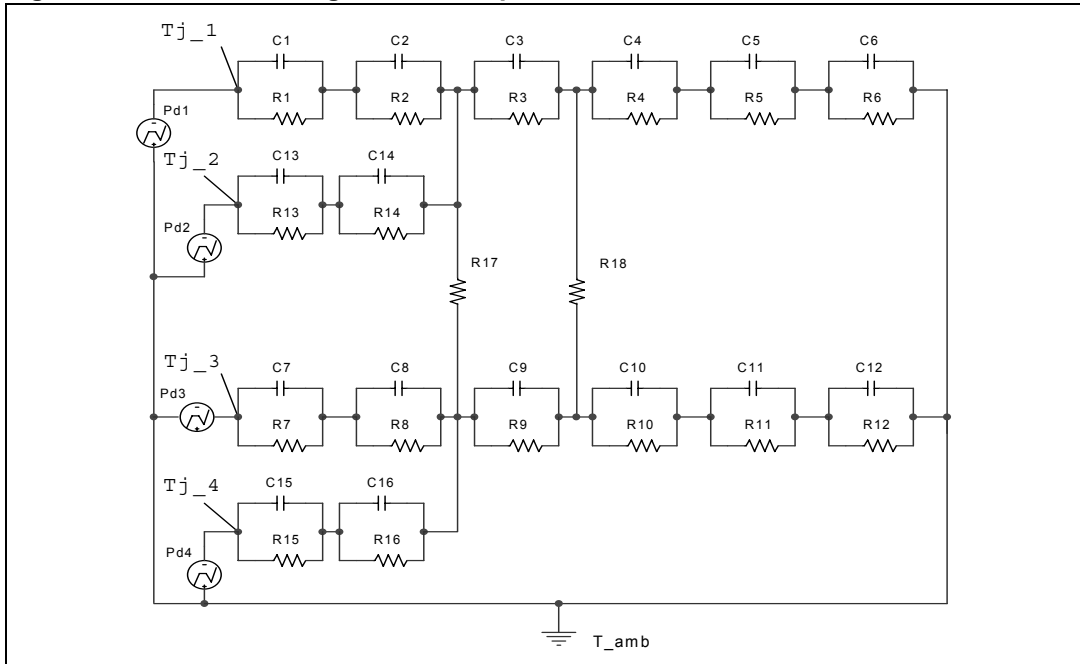 Tj_1
C1 C2 C3 C4 C5 C6
R1 R2 R3 R4 R5 R6
Pd1
Tj_2
C13 C14
R13 R14
Pd2
R17 R18
Tj_3
C7 C8 C9 C10 C11 C12
Pd3
R7 R8 R9 R10 R11 R12
Tj_4
C15 C16
R15 R16
Pd4
T_amb